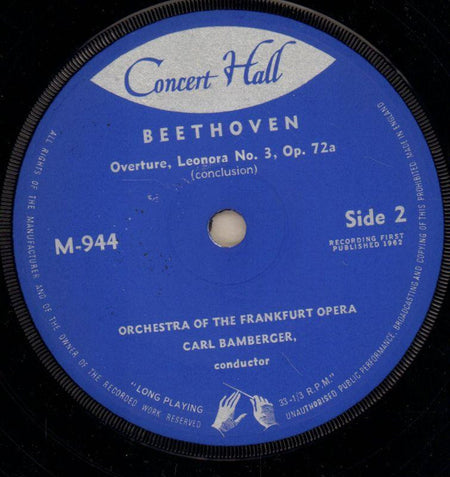 Concert Hall
BEETHOVEN
Overture, Leonora No. 3, Op. 72a
(conclusion)
M-944
Side 2
RECORDING FIRST
PUBLISHED 1962
ORCHESTRA OF THE FRANKFURT OPERA
CARL BAMBERGER,
conductor
"LONG PLAYING
33-1/3 R.P.M."
ALL RIGHTS OF THE MANUFACTURER AND OF THE OWNER OF THE RECORDED WORK RESERVED
UNAUTHORISED PUBLIC PERFORMANCE, BROADCASTING AND COPYING OF THIS PROHIBITED. MADE IN ENGLAND